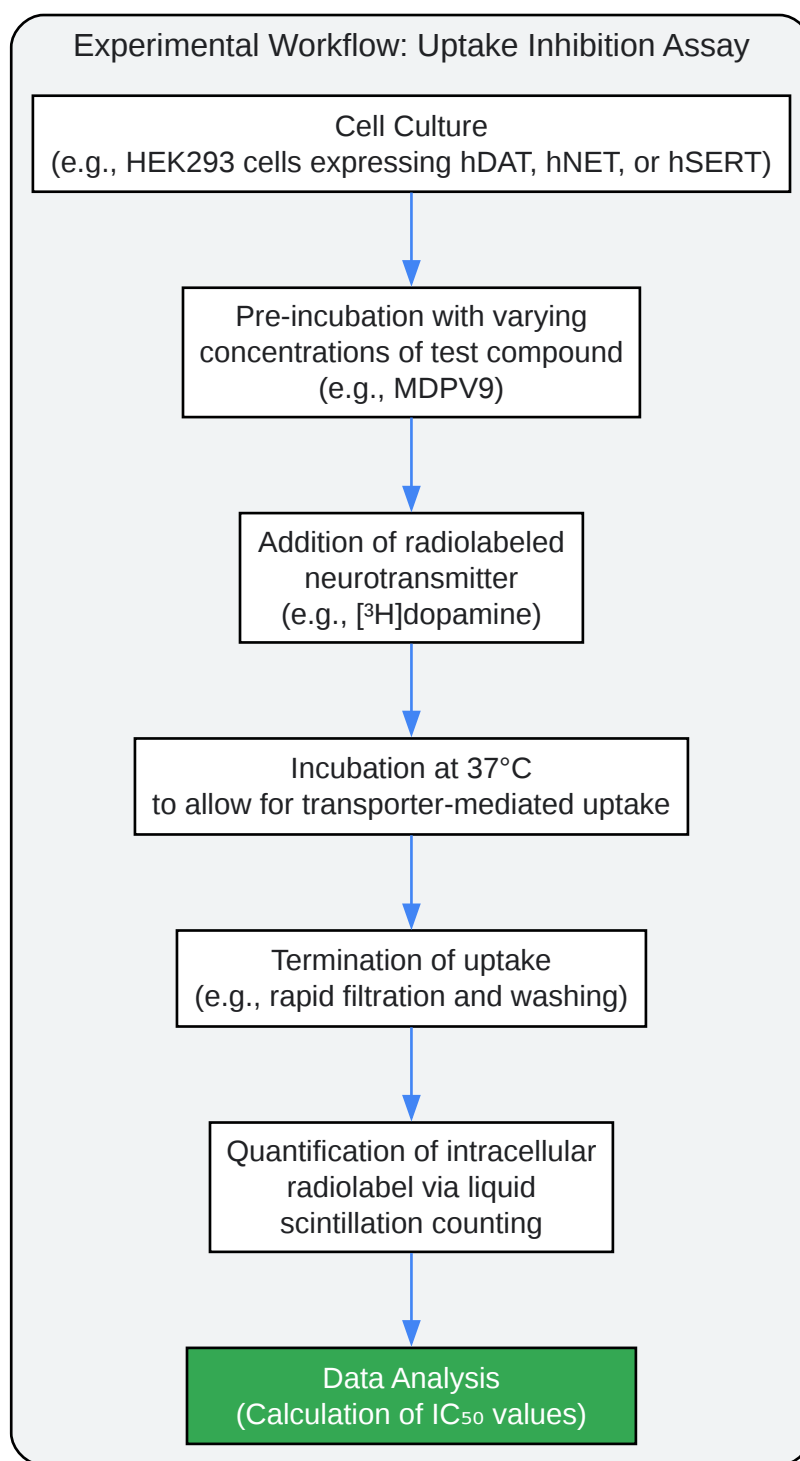 Experimental Workflow: Uptake Inhibition Assay
Cell Culture
(e.g., HEK293 cells expressing hDAT, hNET, or hSERT)
Pre-incubation with varying
concentrations of test compound
(e.g., MDPV9)
Addition of radiolabeled
neurotransmitter
(e.g., [³H]dopamine)
Incubation at 37°C
to allow for transporter-mediated uptake
Termination of uptake
(e.g., rapid filtration and washing)
Quantification of intracellular
radiolabel via liquid
scintillation counting
Data Analysis
(Calculation of IC₅₀ values)